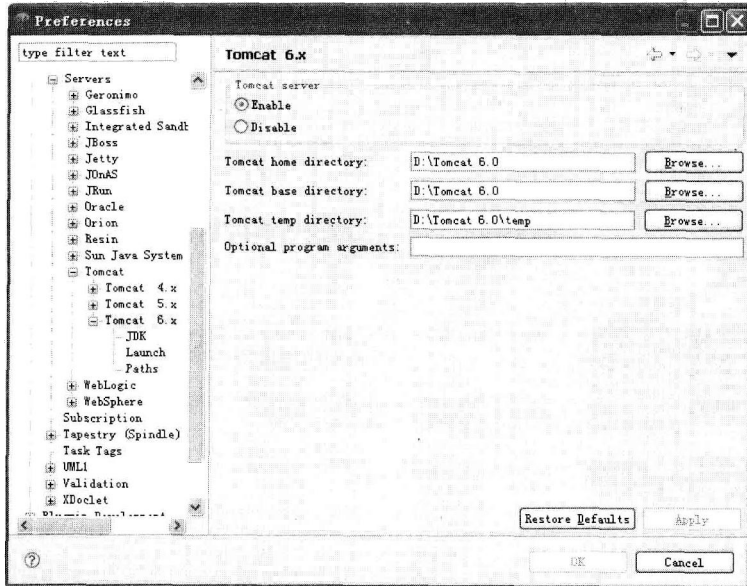 Preferences
type filter text
Tomcat 6.x
Servers
Geronimo
Glassfish
Integrated Sandb
JBoss
Jetty
JOnAS
JRun
Oracle
Orion
Resin
Sun Java System
Tomcat
Tomcat 4.x
Tomcat 5.x
Tomcat 6.x
JDK
Launch
Paths
WebLogic
WebSphere
Subscription
Tapestry (Spindle)
Task Tags
UML1
Validation
XDoclet
Tomcat server
Enable
Disable
Tomcat home directory: D:\Tomcat 6.0 Browse...
Tomcat base directory: D:\Tomcat 6.0 Browse...
Tomcat temp directory: D:\Tomcat 6.0\temp Browse...
Optional program arguments:
Restore Defaults Apply
OK Cancel